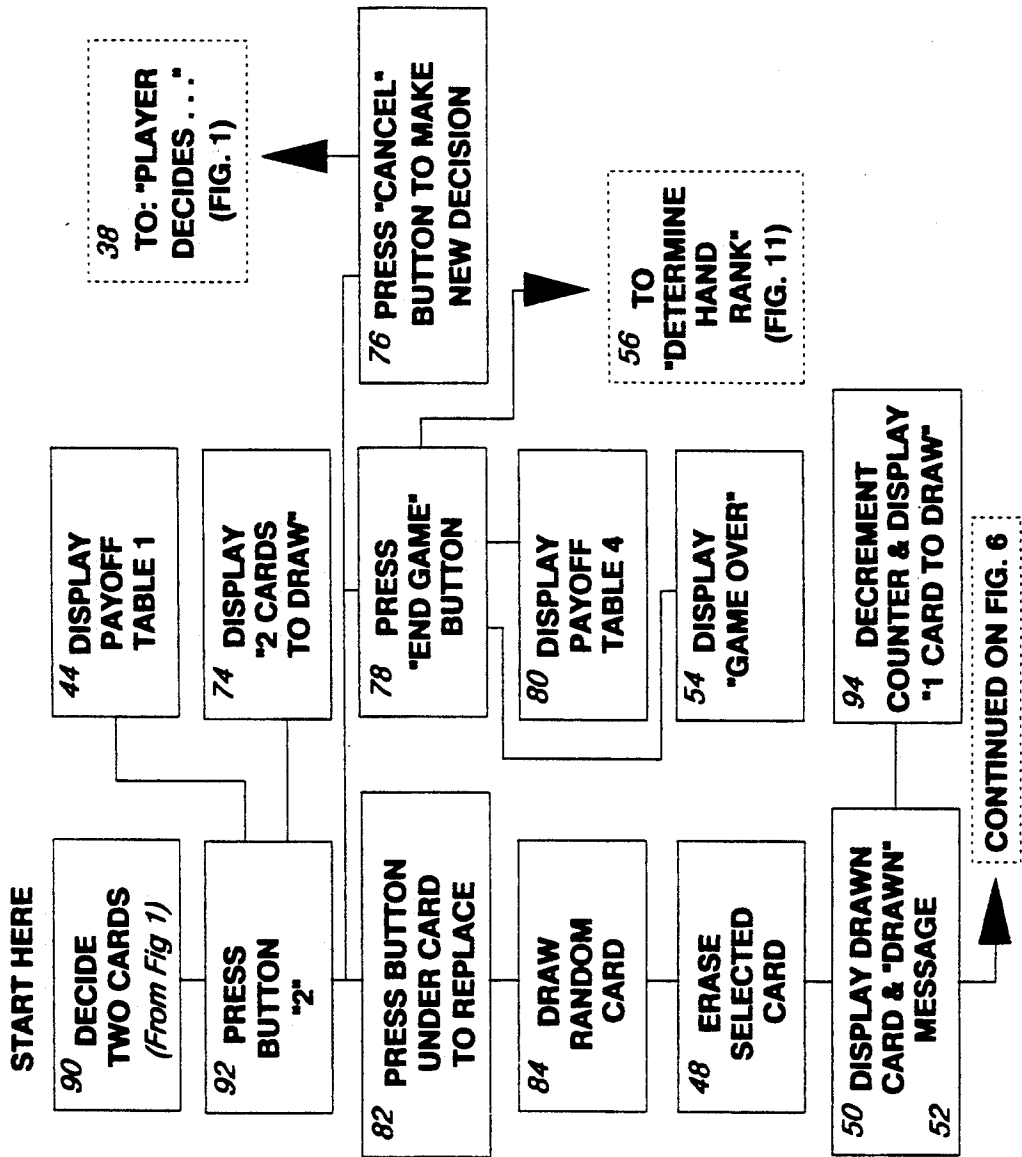 START HERE
90 DECIDE
TWO CARDS
(From Fig 1)
92 PRESS
BUTTON
"2"
82 PRESS BUTTON
UNDER CARD
TO REPLACE
84 DRAW
RANDOM
CARD
48 ERASE
SELECTED
CARD
50 DISPLAY DRAWN
CARD & "DRAWN"
52 MESSAGE
44 DISPLAY
PAYOFF
TABLE 1
74 DISPLAY
"2 CARDS
TO DRAW"
78 PRESS
"END GAME"
BUTTON
80 DISPLAY
PAYOFF
TABLE 4
54 DISPLAY
"GAME OVER"
94 DECREMENT
COUNTER & DISPLAY
"1 CARD TO DRAW"
CONTINUED ON FIG. 6
38
TO: "PLAYER
DECIDES . . ."
(FIG. 1)
76 PRESS "CANCEL"
BUTTON TO MAKE
NEW DECISION
56 TO
"DETERMINE
HAND
RANK"
(FIG. 11)